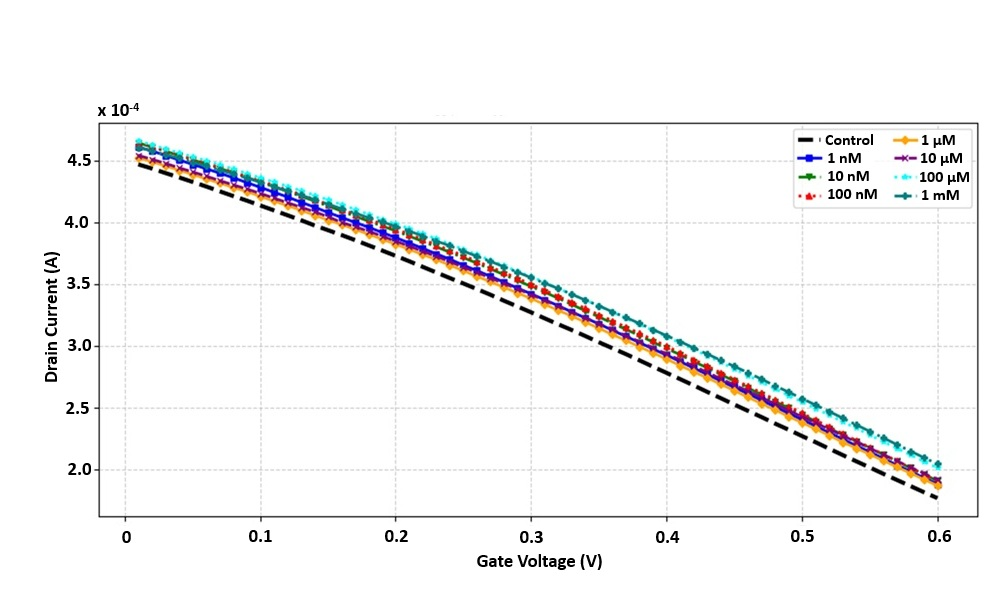 x 10-4
Control
1 nM
10 nM
100 nM
1 μM
10 μM
100 μM
1 mM
4.5
4.0
3.5
3.0
2.5
2.0
Drain Current (A)
0
0.1
0.2
0.3
0.4
0.5
0.6
Gate Voltage (V)